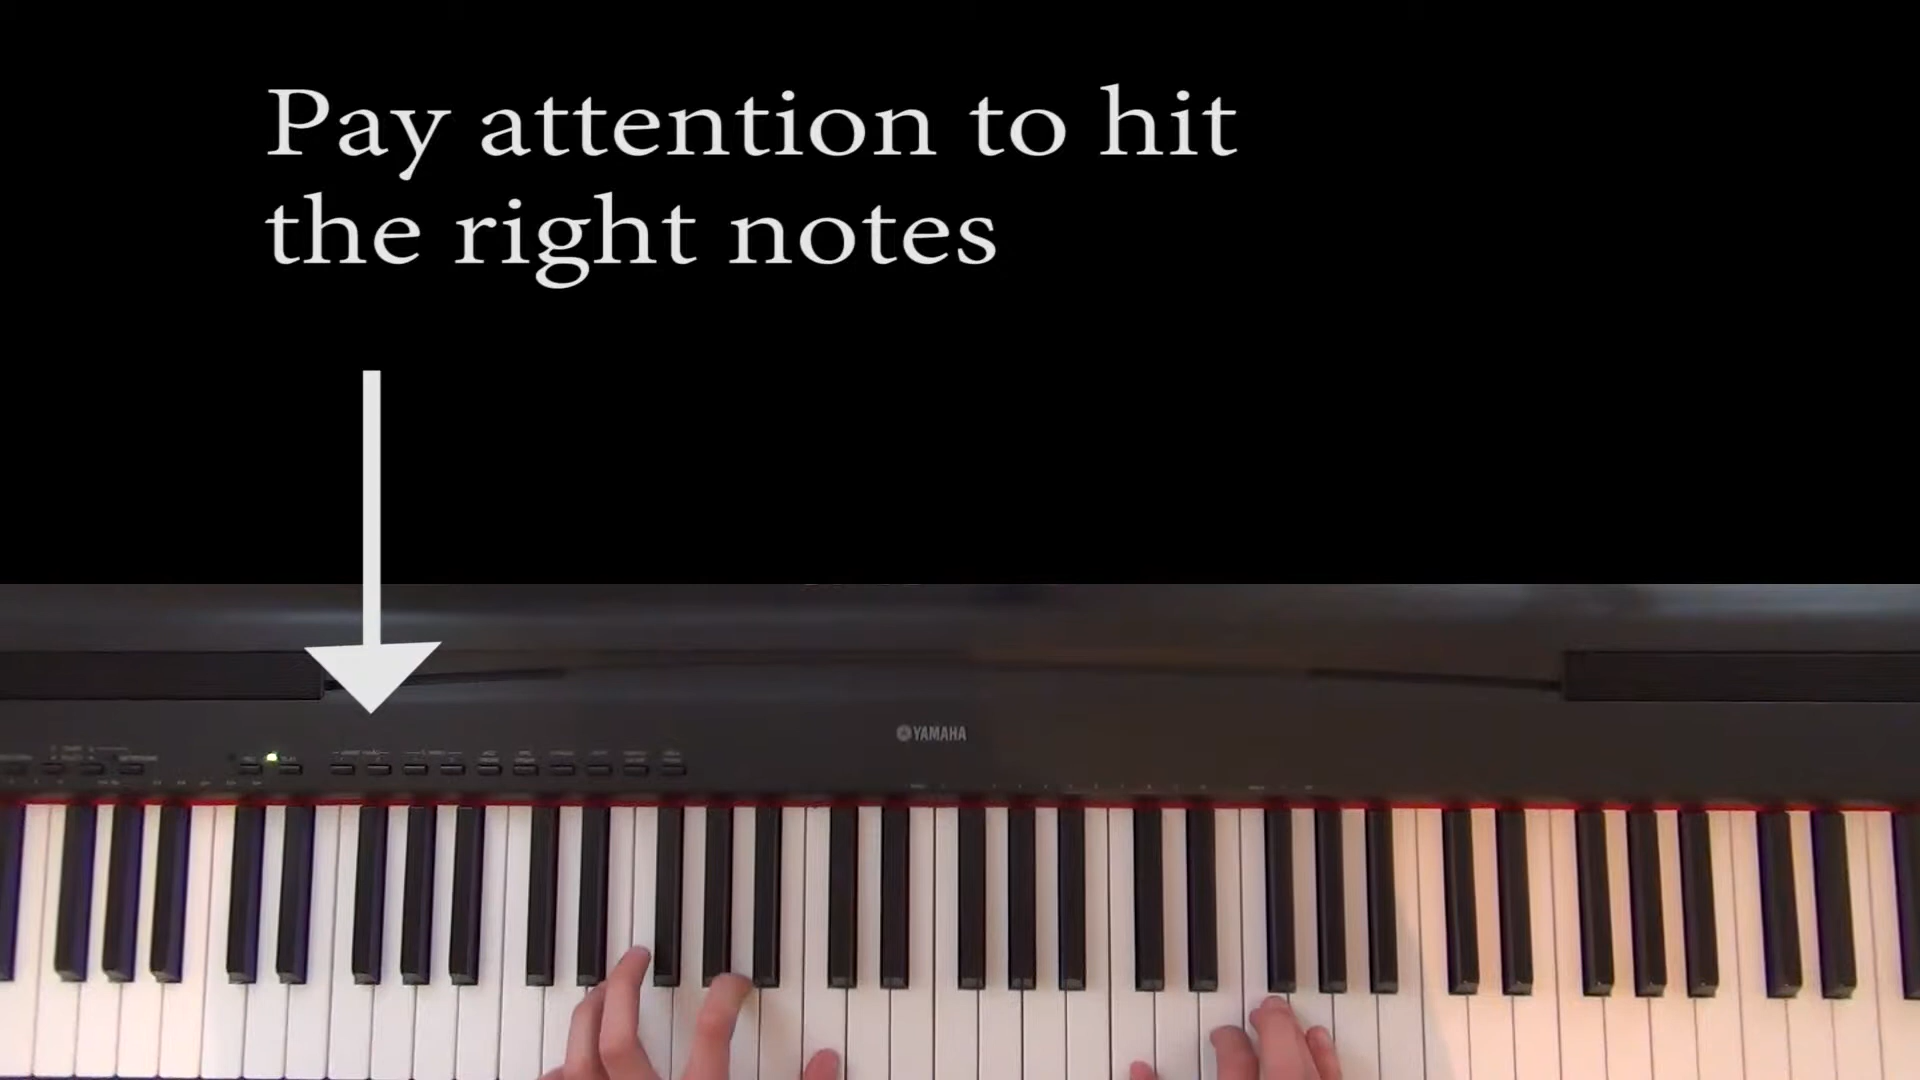 Pay attention to hit
the right notes
YAMAHA